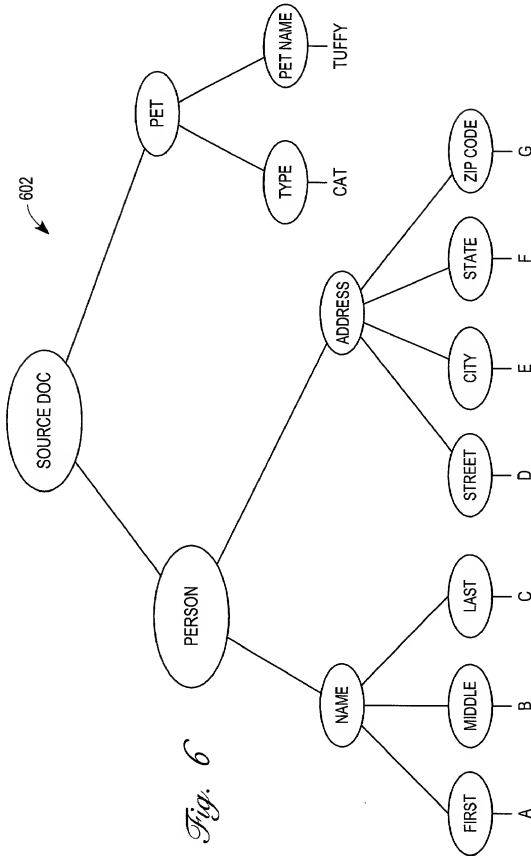 602
SOURCE DOC
PERSON
PET
NAME
ADDRESS
TYPE
PET NAME
CAT
TUFFY
FIRST
MIDDLE
LAST
STREET
CITY
STATE
ZIP CODE
A
B
C
D
E
F
G
Fig. 6